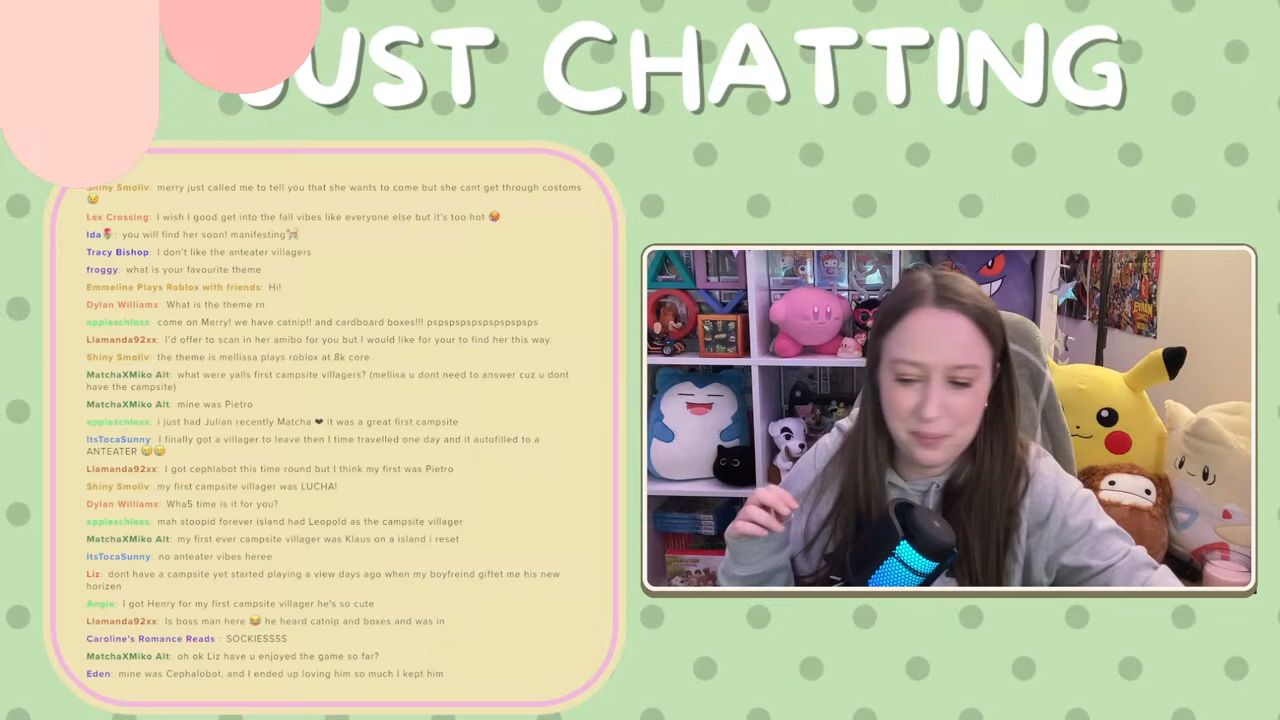 JUST CHATTING
Shiny Smoliv: merry just called me to tell you that she wants to come but she cant get through costoms
😢
Lex Crossing: I wish I good get into the fall vibes like everyone else but it's too hot 🥵
Ida🌷: you will find her soon! manifesting🐈
Tracy Bishop: I don't like the anteater villagers
froggy: what is your favourite theme
Emmeline Plays Roblox with friends: Hi!
Dylan Williams: What is the theme rn
appleschloss: come on Merry! we have catnip!! and cardboard boxes!!! pspspspspspspspspsps
Llamanda92xx: I'd offer to scan in her amibo for you but I would like for your to find her this way.
Shiny Smoliv: the theme is mellissa plays roblox at 8k core
MatchaXMiko Alt: what were yalls first campsite villagers? (mellisa u dont need to answer cuz u dont
have the campsite)
MatchaXMiko Alt: mine was Pietro
appleschloss: i just had Julian recently Matcha ❤ it was a great first campsite
ItsTocaSunny: I finally got a villager to leave then I time travelled one day and it autofilled to a
ANTEATER 😢😢
Llamanda92xx: I got cephlabot this time round but I think my first was Pietro
Shiny Smoliv: my first campsite villager was LUCHA!
Dylan Williams: Wha5 time is it for you?
appleschloss: mah stoopid forever island had Leopold as the campsite villager
MatchaXMiko Alt: my first ever campsite villager was Klaus on a island i reset
ItsTocaSunny: no anteater vibes heree
Liz: dont have a campsite yet started playing a view days ago when my boyfreind giftet me his new
horizen
Angie: I got Henry for my first campsite villager he's so cute
Llamanda92xx: Is boss man here 😂 he heard catnip and boxes and was in
Caroline's Romance Reads : SOCKIESSSS
MatchaXMiko Alt: oh ok Liz have u enjoyed the game so far?
Eden: mine was Cephalobot, and I ended up loving him so much I kept him